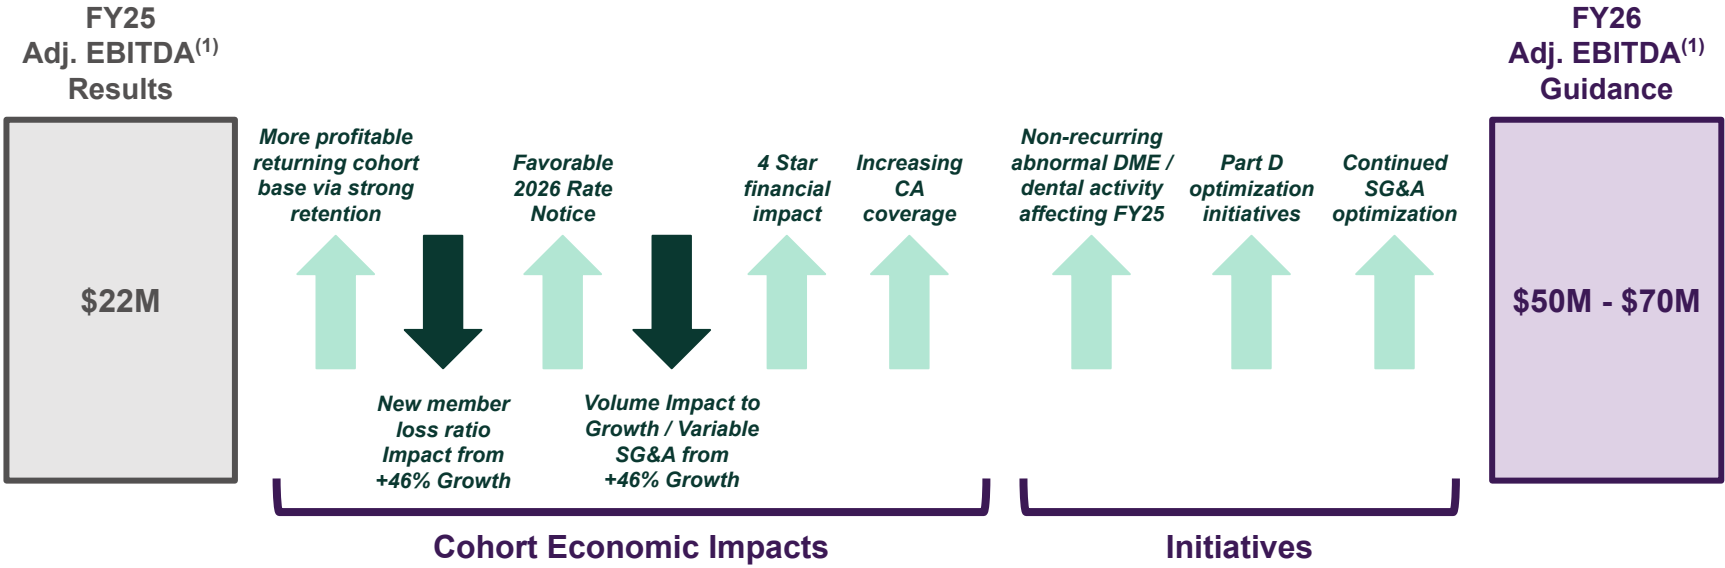 FY25
Adj. EBITDA(1)
Results
$22M
More profitable
returning cohort
base via strong
retention
New member
loss ratio
Impact from
+46% Growth
Favorable
2026 Rate
Notice
Volume Impact to
Growth / Variable
SG&A from
+46% Growth
4 Star
financial
impact
Increasing
CA
coverage
Cohort Economic Impacts
Non-recurring
abnormal DME /
dental activity
affecting FY25
Part D
optimization
initiatives
Continued
SG&A
optimization
Initiatives
FY26
Adj. EBITDA(1)
Guidance
$50M - $70M